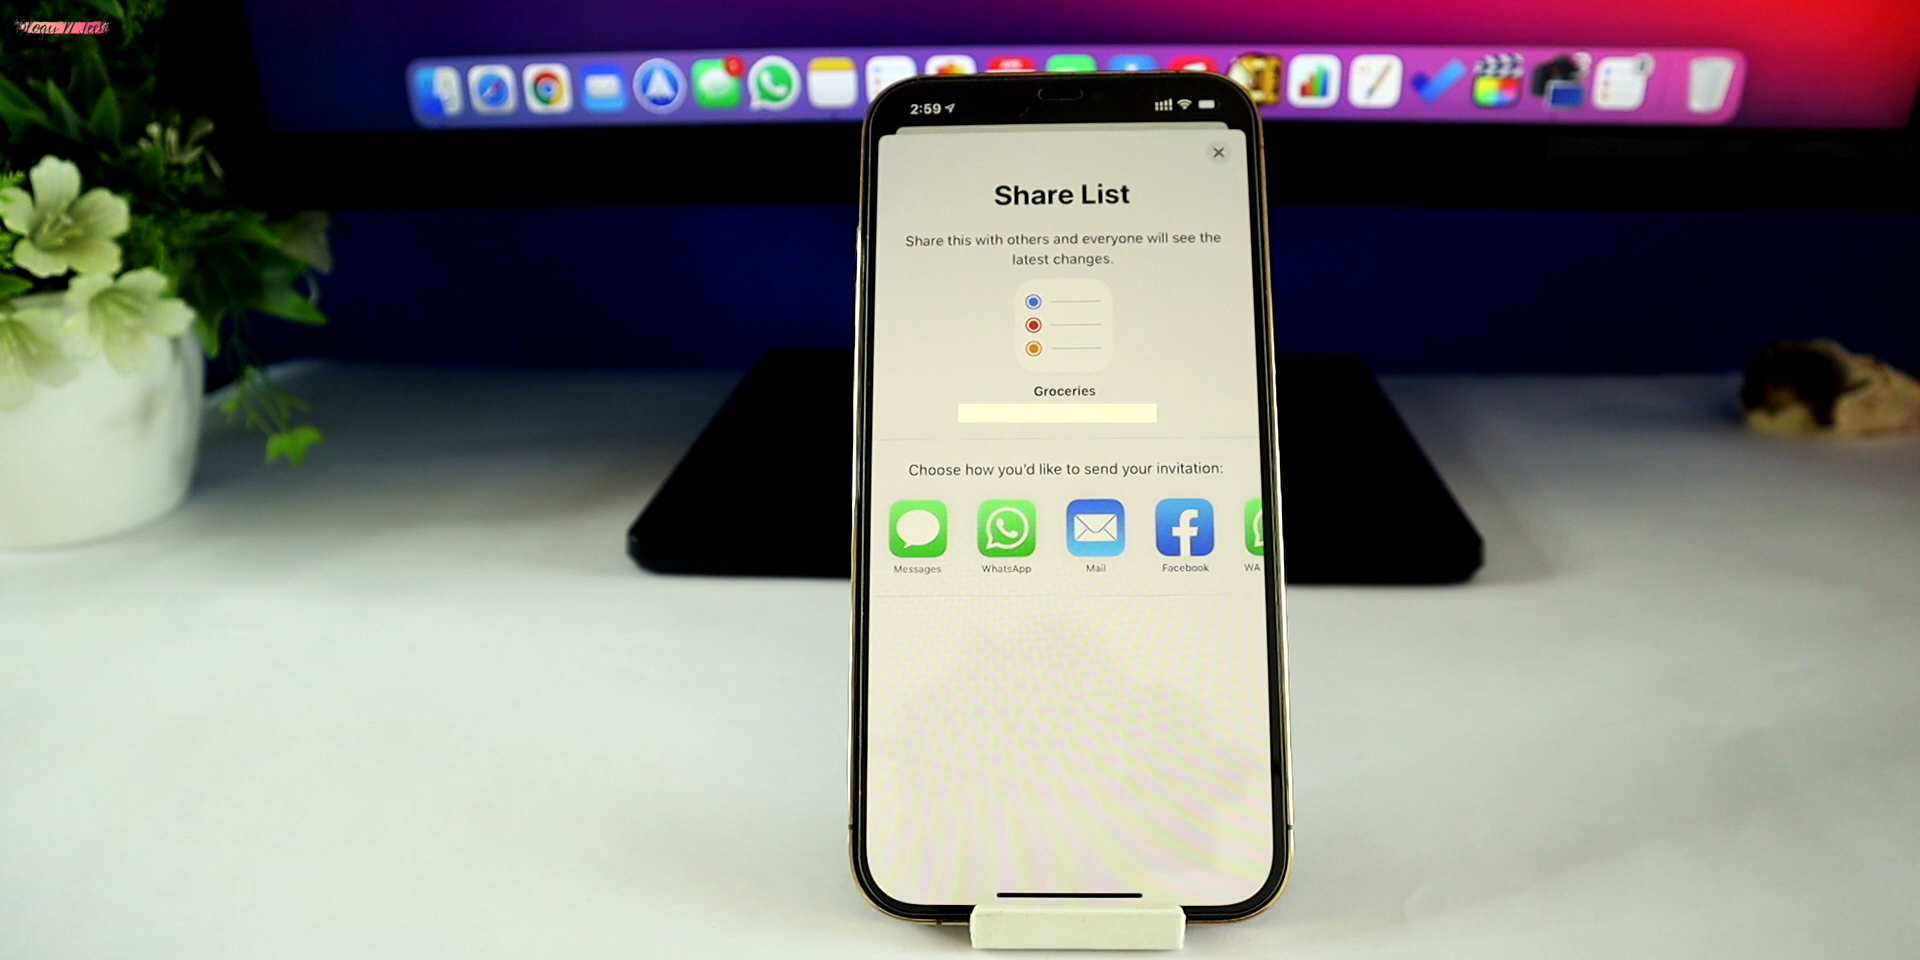 2:59
Share List
Share this with others and everyone will see the
latest changes.
Groceries
Choose how you'd like to send your invitation:
Messages
WhatsApp
Mail
Facebook
WA